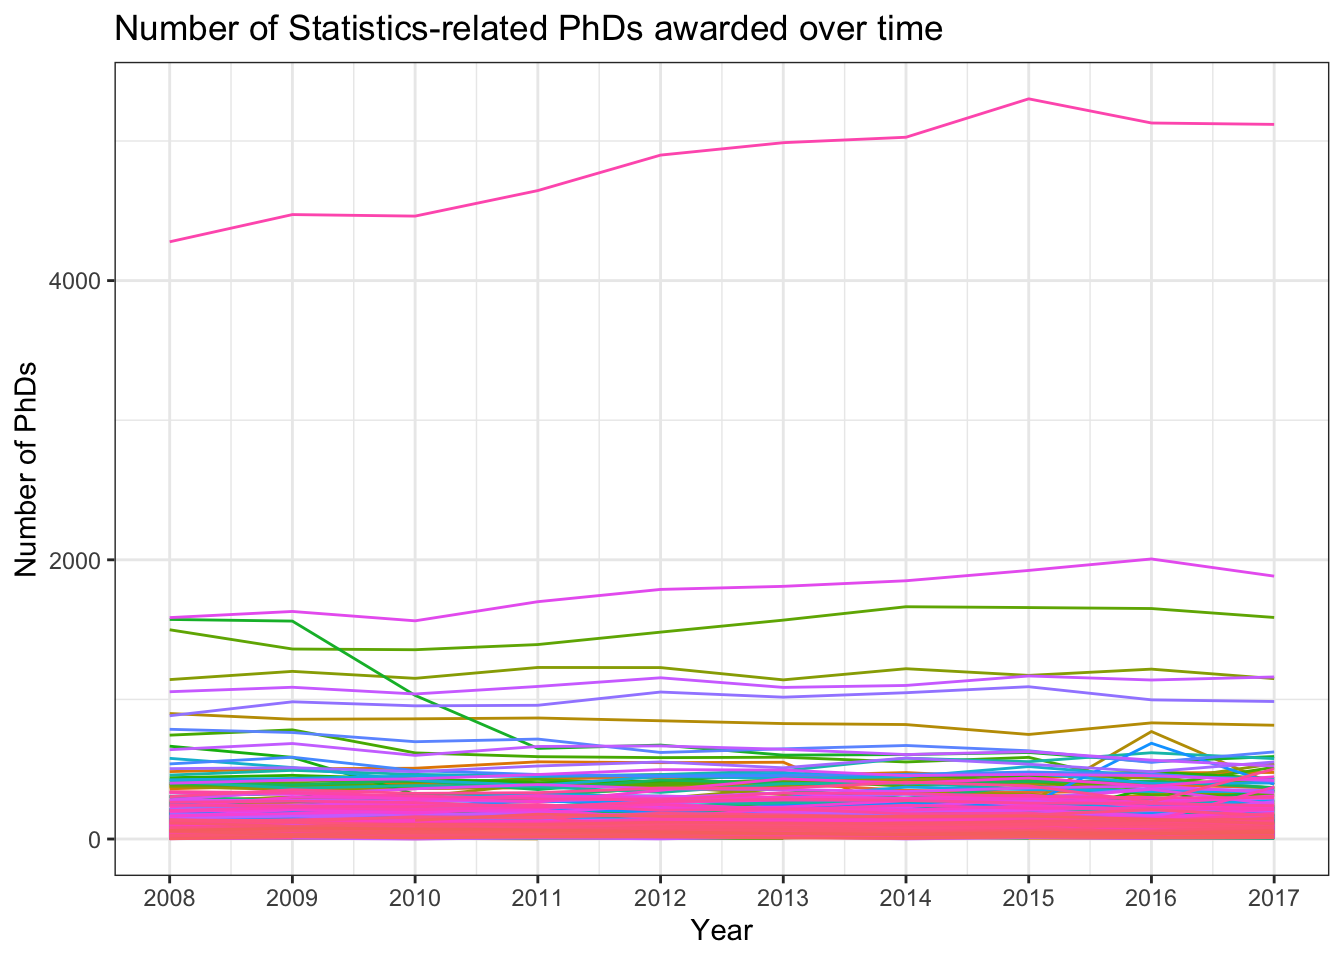 Number of Statistics-related PhDs awarded over time
4000
2000
0
Number of PhDs
2008 2009 2010 2011 2012 2013 2014 2015 2016 2017
Year